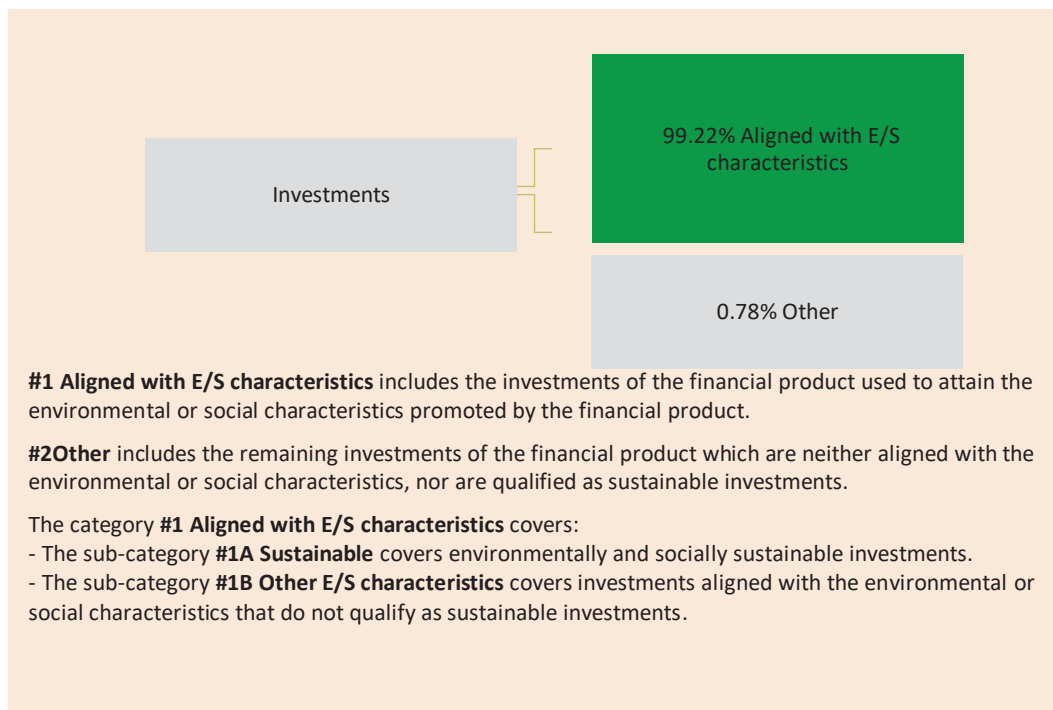 99.22% Aligned with E/S
characteristics
Investments
0.78% Other
#1 Aligned with E/S characteristics includes the investments of the financial product used to attain the
environmental or social characteristics promoted by the financial product.
#2Other includes the remaining investments of the financial product which are neither aligned with the
environmental or social characteristics, nor are qualified as sustainable investments.
The category #1 Aligned with E/S characteristics covers:
- The sub-category #1A Sustainable covers environmentally and socially sustainable investments.
- The sub-category #1B Other E/S characteristics covers investments aligned with the environmental or
social characteristics that do not qualify as sustainable investments.